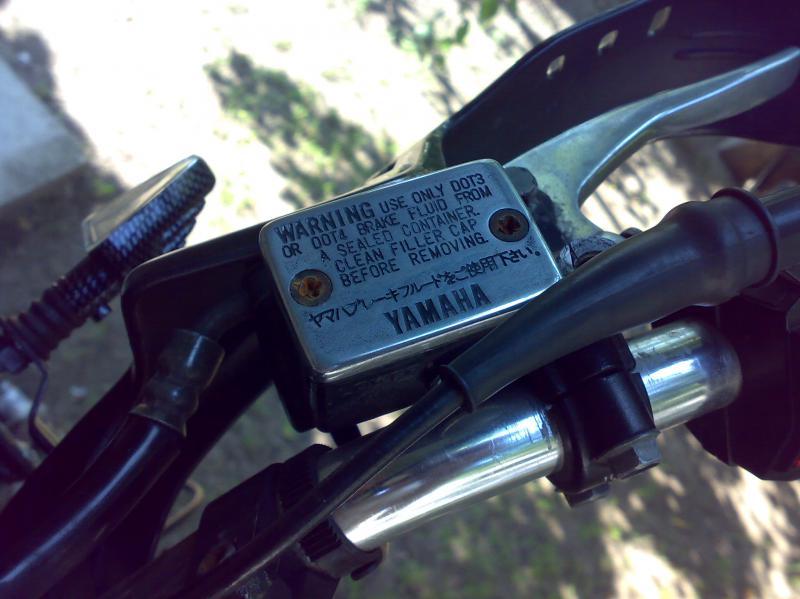 WARNING USE ONLY DOT3
OR DOT4 BRAKE FLUID FROM
A SEALED CONTAINER.
CLEAN FILLER CAP
BEFORE REMOVING.
ヤマハブレーキフルードをご使用下さい。
YAMAHA